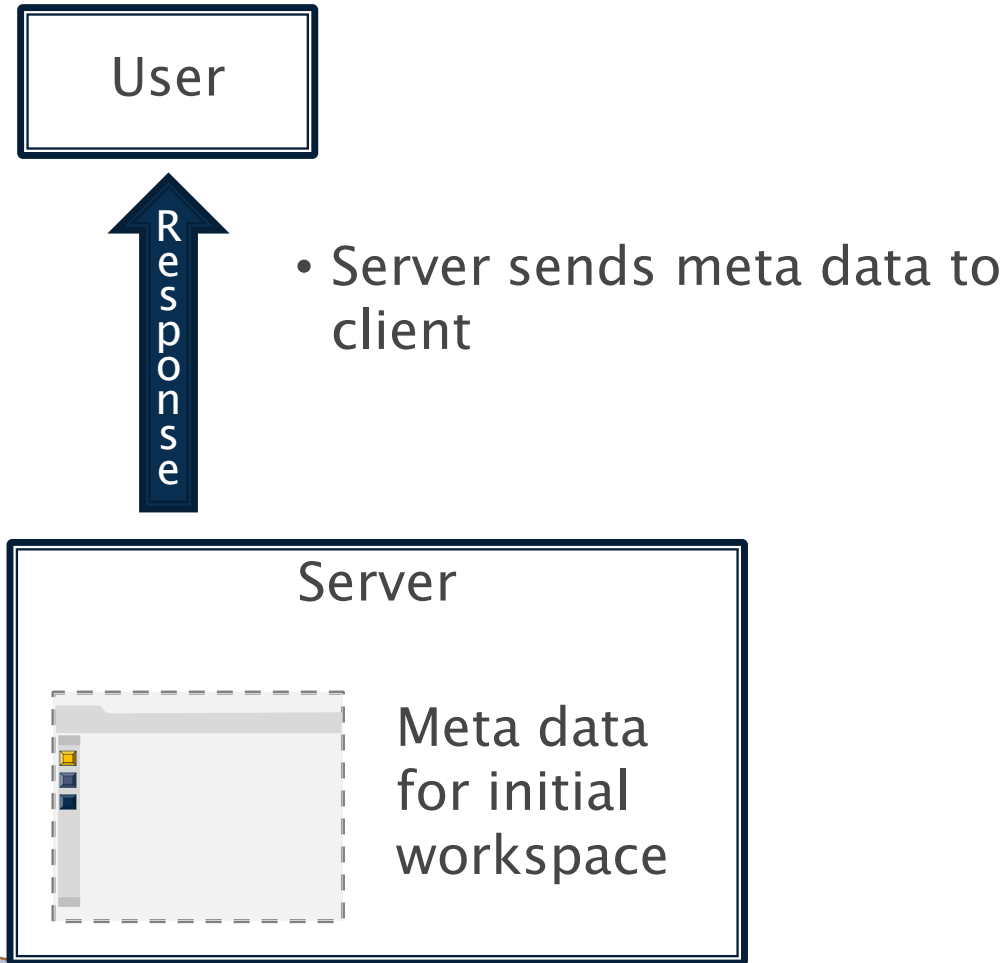 User
Response
• Server sends meta data to
client
Server
Meta data
for initial
workspace